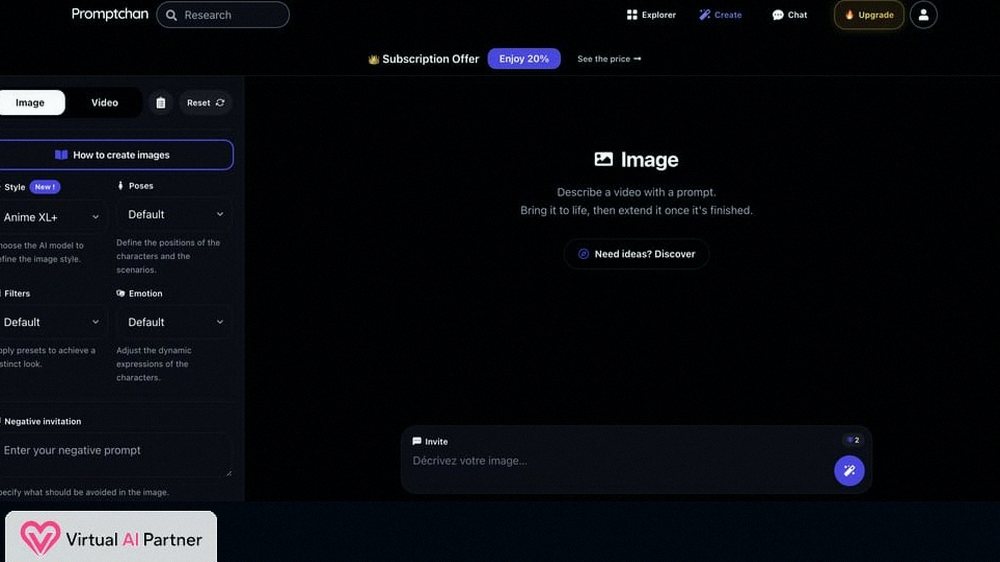 Promptchan
Research
Explorer
Create
Chat
Upgrade
Subscription Offer
Enjoy 20%
See the price →
Image
Video
Reset
How to create images
Style
New !
Poses
Anime XL+
Default
hoose the AI model to
efine the image style.
Define the positions of the
characters and the
scenarios.
Filters
Emotion
Default
Default
pply presets to achieve a
stinct look.
Adjust the dynamic
expressions of the
characters.
Negative invitation
Enter your negative prompt
pecify what should be avoided in the image.
Image
Describe a video with a prompt.
Bring it to life, then extend it once it's finished.
Need ideas? Discover
Invite
2
Décrivez votre image...
Virtual AI Partner